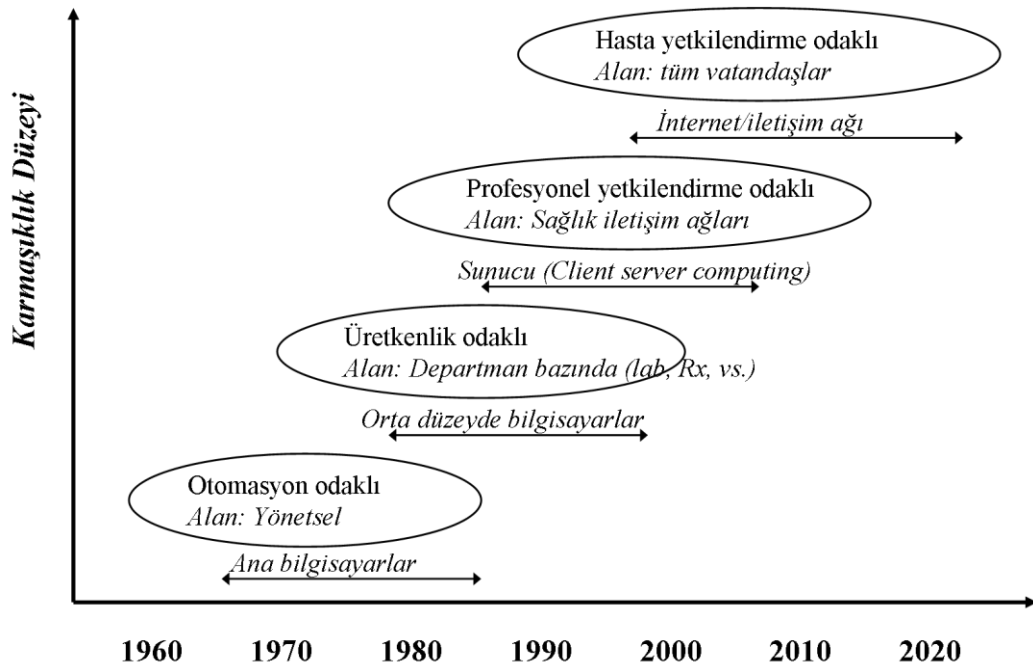 Karmaşıklık Düzeyi
Hasta yetkilendirme odaklı
Alan: tüm vatandaşlar
İnternet/iletişim ağı
Profesyonel yetkilendirme odaklı
Alan: Sağlık iletişim ağları
Sunucu (Client server computing)
Üretkenlik odaklı
Alan: Departman bazında (lab, Rx, vs.)
Orta düzeyde bilgisayarlar
Otomasyon odaklı
Alan: Yönetsel
Ana bilgisayarlar
1960 1970 1980 1990 2000 2010 2020